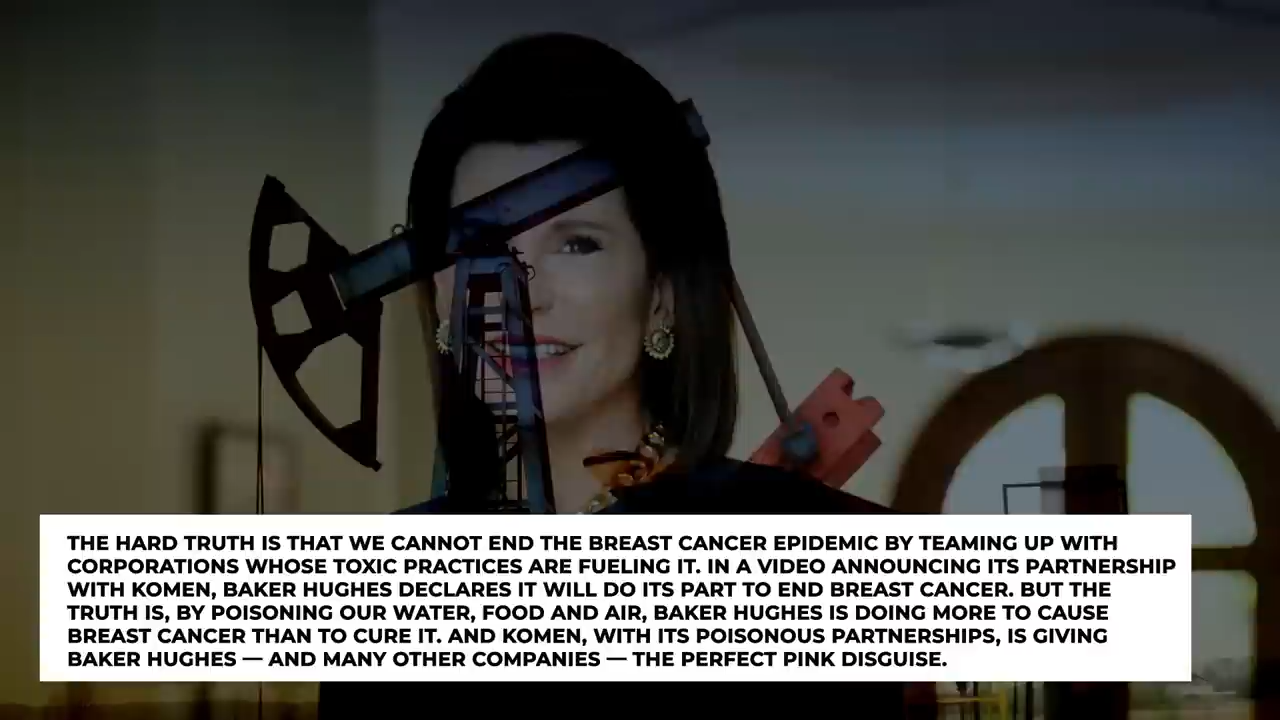 THE HARD TRUTH IS THAT WE CANNOT END THE BREAST CANCER EPIDEMIC BY TEAMING UP WITH
CORPORATIONS WHOSE TOXIC PRACTICES ARE FUELING IT. IN A VIDEO ANNOUNCING ITS PARTNERSHIP
WITH KOMEN, BAKER HUGHES DECLARES IT WILL DO ITS PART TO END BREAST CANCER. BUT THE
TRUTH IS, BY POISONING OUR WATER, FOOD AND AIR, BAKER HUGHES IS DOING MORE TO CAUSE
BREAST CANCER THAN TO CURE IT. AND KOMEN, WITH ITS POISONOUS PARTNERSHIPS, IS GIVING
BAKER HUGHES — AND MANY OTHER COMPANIES — THE PERFECT PINK DISGUISE.